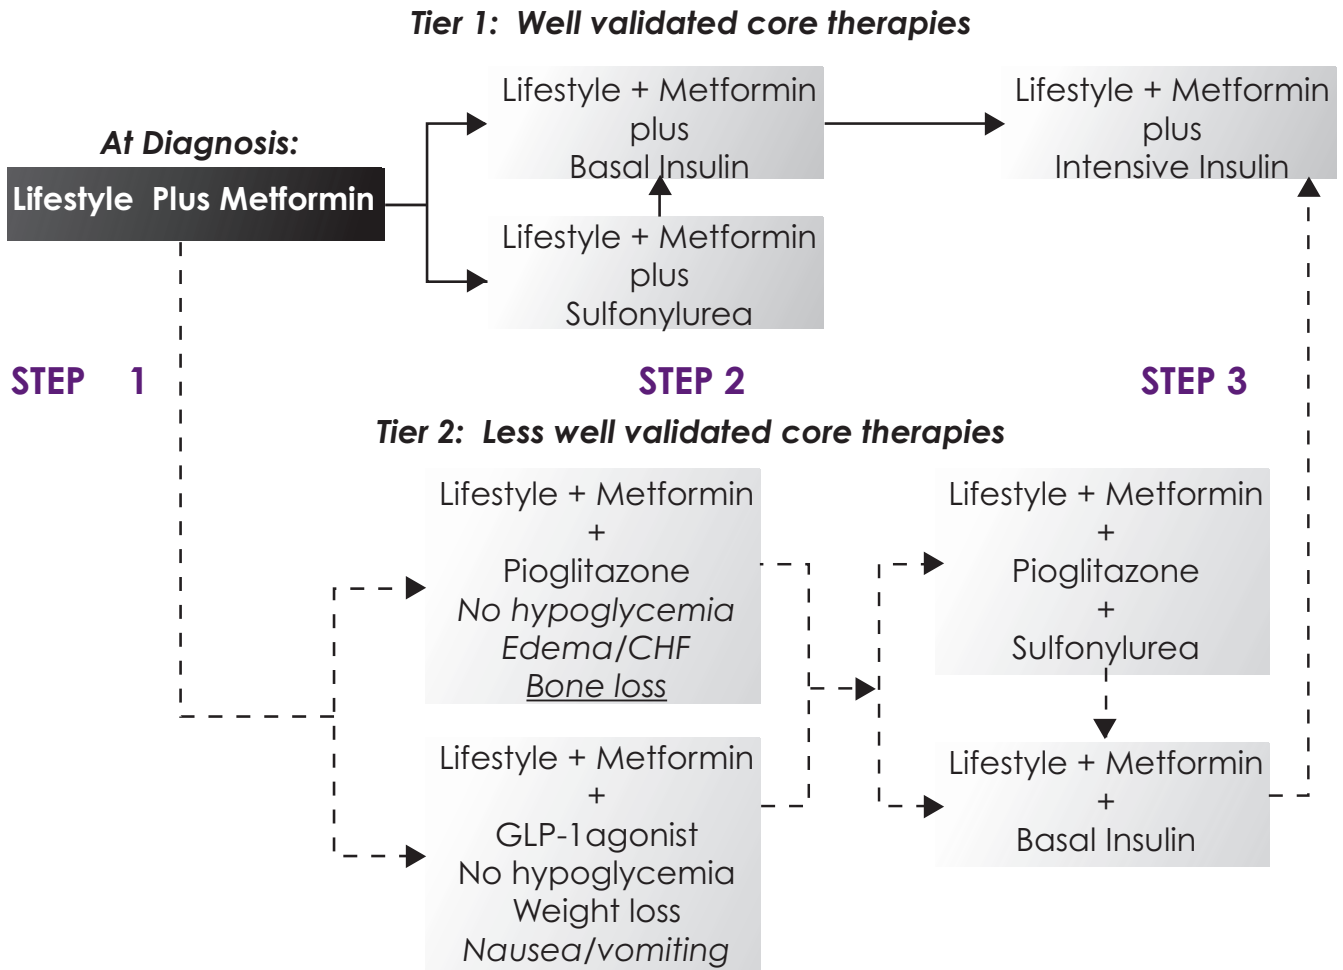 Tier 1: Well validated core therapies
At Diagnosis:
Lifestyle Plus Metformin
Lifestyle + Metformin
plus
Basal Insulin
Lifestyle + Metformin
plus
Sulfonylurea
Lifestyle + Metformin
plus
Intensive Insulin
STEP 1
STEP 2
STEP 3
Tier 2: Less well validated core therapies
Lifestyle + Metformin
+
Pioglitazone
No hypoglycemia
Edema/CHF
Bone loss
Lifestyle + Metformin
+
GLP-1agonist
No hypoglycemia
Weight loss
Nausea/vomiting
Lifestyle + Metformin
+
Pioglitazone
+
Sulfonylurea
Lifestyle + Metformin
+
Basal Insulin